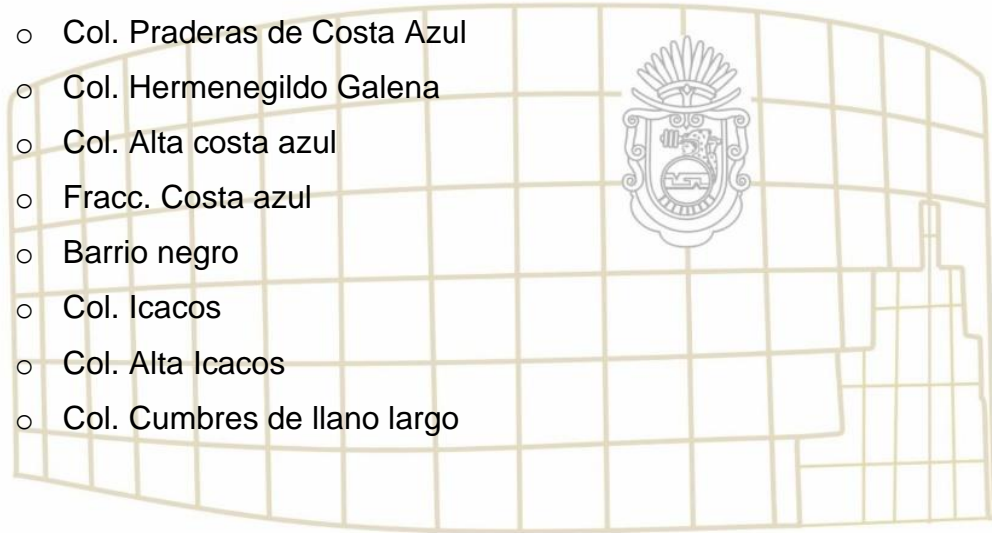 o Col. Praderas de Costa Azul
o Col. Hermenegildo Galena
o Col. Alta costa azul
o Fracc. Costa azul
o Barrio negro
o Col. Icacos
o Col. Alta Icacos
o Col. Cumbres de llano largo